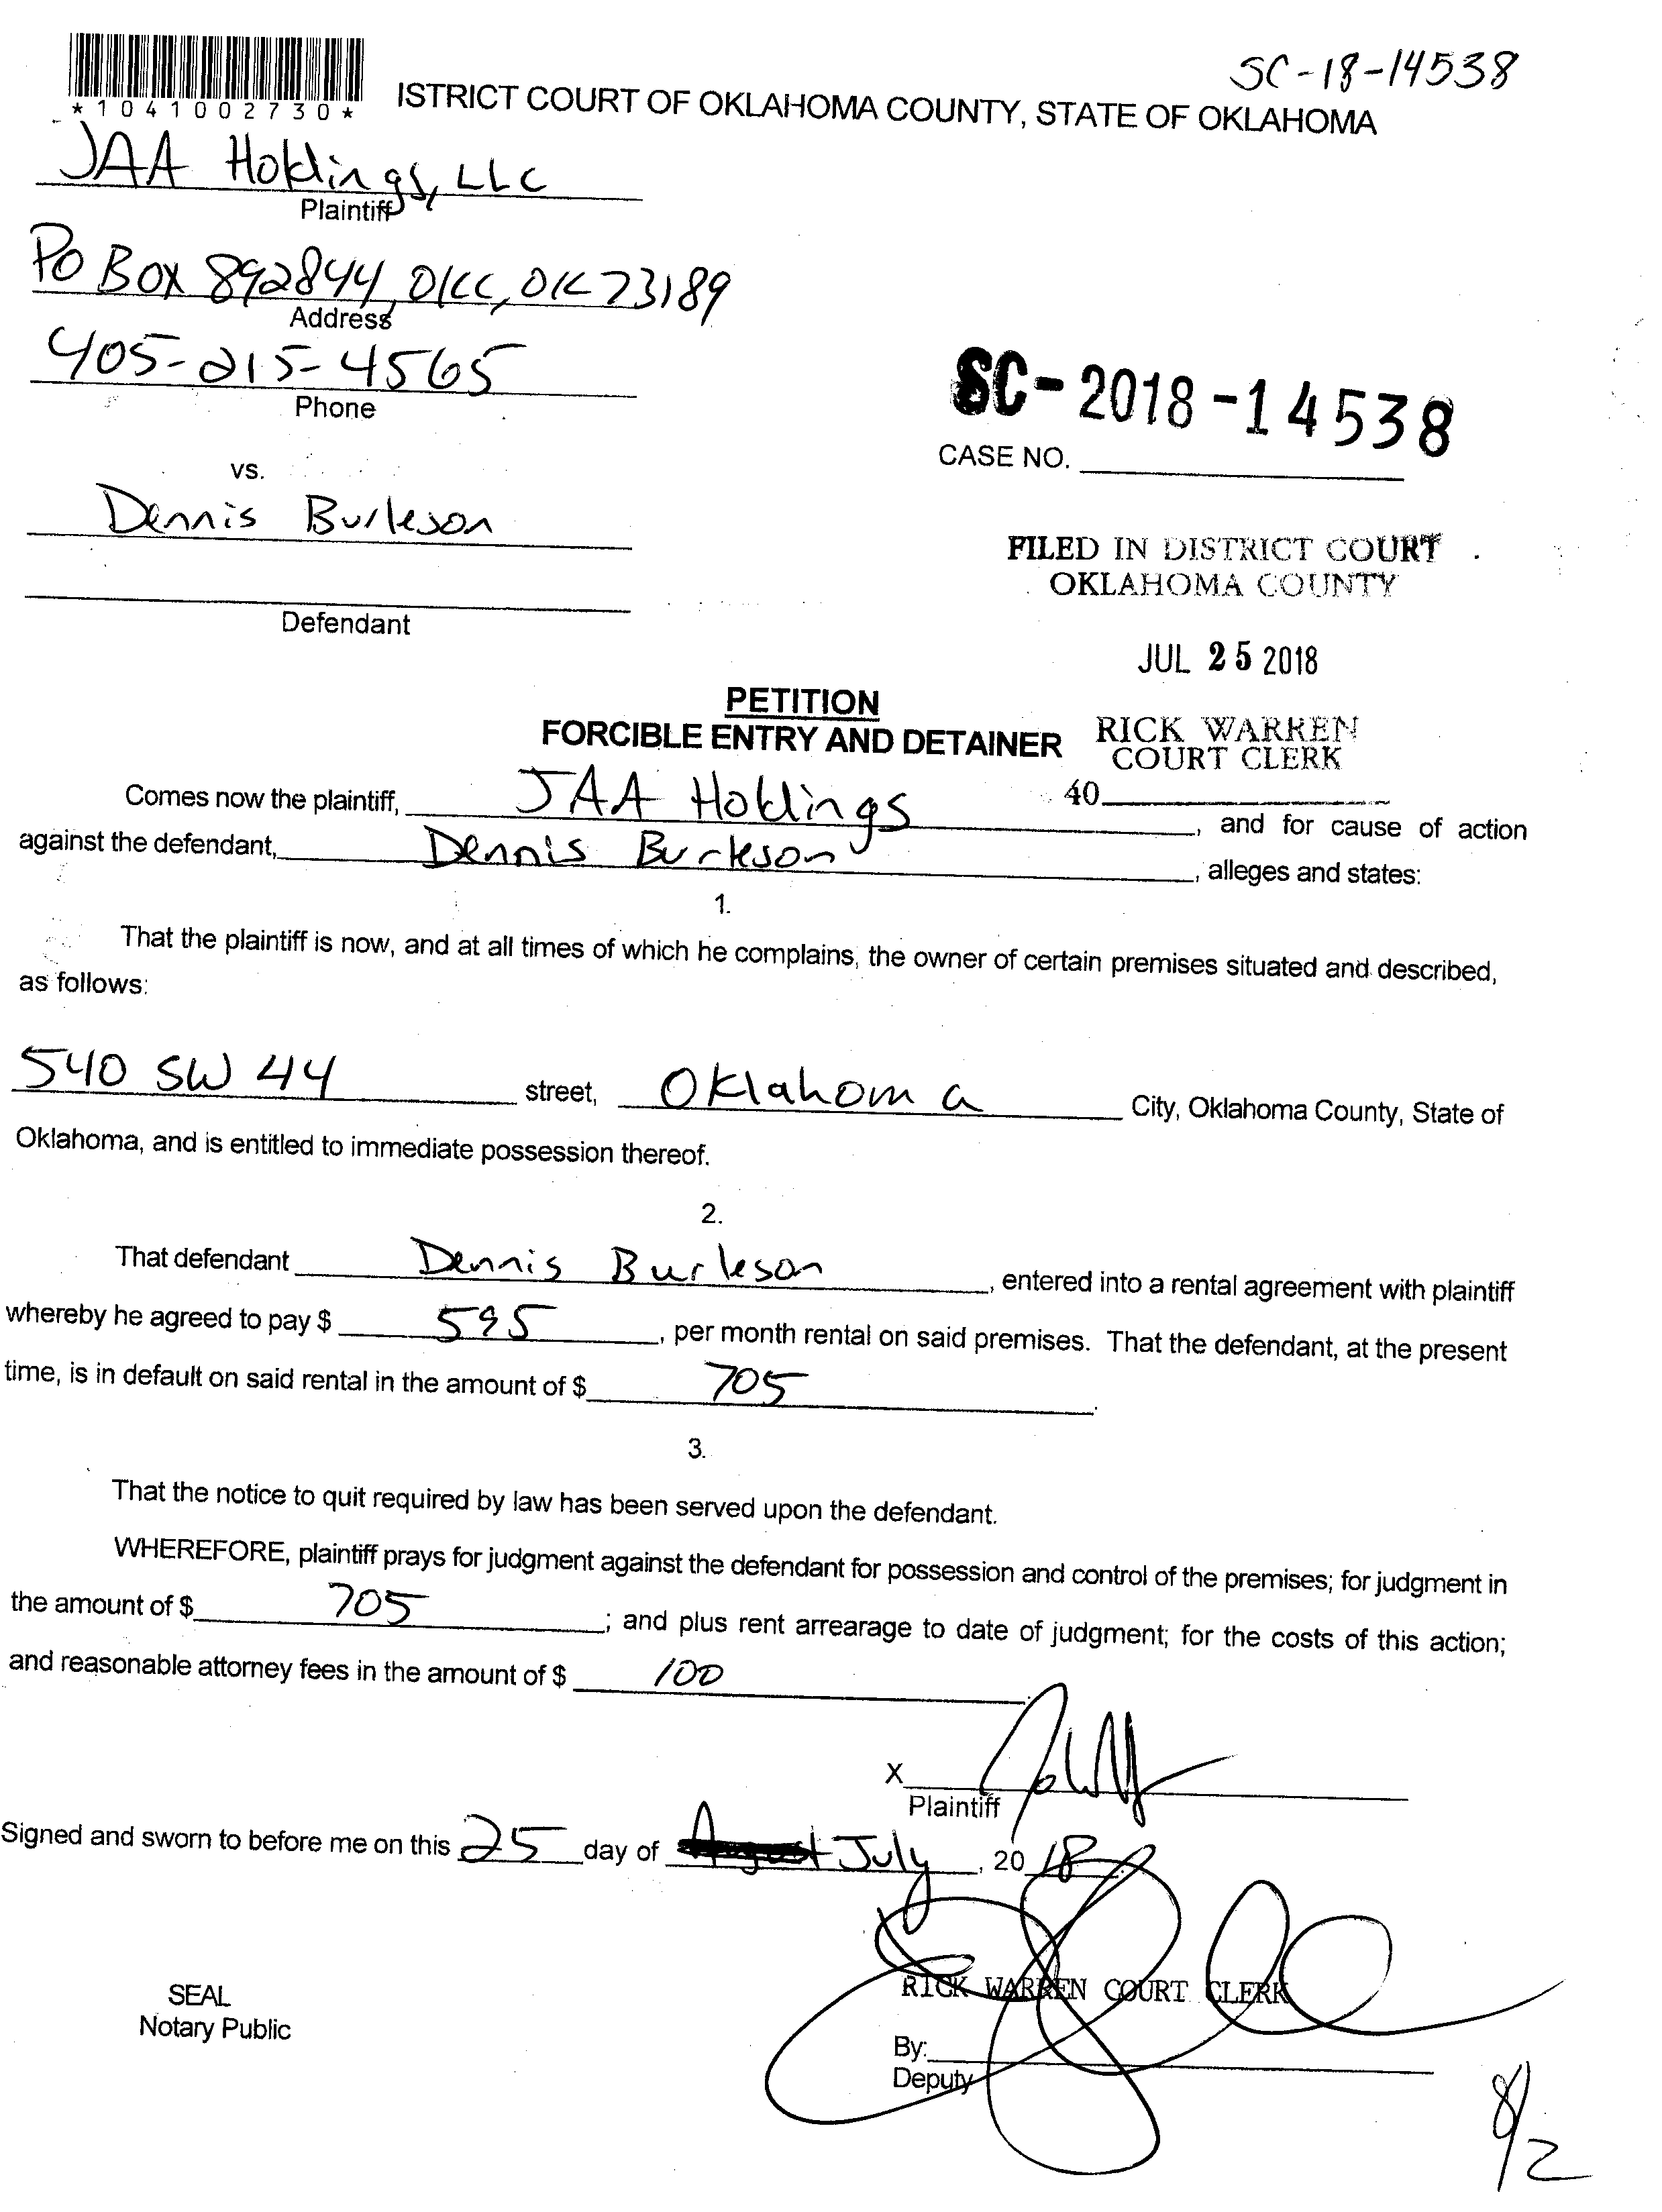 SC-18-14538
*1041002730*
ISTRICT COURT OF OKLAHOMA COUNTY, STATE OF OKLAHOMA
JAA Holdings, LLC
Plaintiff
PO Box 892844, OKC, OK 73189
Address
405-215-4565
Phone
SC-2018-14538
CASE NO.
vs.
Dennis Burleson
FILED IN DISTRICT COURT
OKLAHOMA COUNTY
Defendant
JUL 25 2018
PETITION
FORCIBLE ENTRY AND DETAINER
RICK WARREN
COURT CLERK
40
Comes now the plaintiff, JAA Holdings, and for cause of action
against the defendant, Dennis Burleson, alleges and states:
1.
That the plaintiff is now, and at all times of which he complains, the owner of certain premises situated and described,
as follows:
540 SW 44 street, Oklahoma City, Oklahoma County, State of
Oklahoma, and is entitled to immediate possession thereof.
2.
That defendant Dennis Burleson, entered into a rental agreement with plaintiff
whereby he agreed to pay $ 595, per month rental on said premises. That the defendant, at the present
time, is in default on said rental in the amount of $ 705.
3.
That the notice to quit required by law has been served upon the defendant.
WHEREFORE, plaintiff prays for judgment against the defendant for possession and control of the premises; for judgment in
the amount of $ 705; and plus rent arrearage to date of judgment; for the costs of this action;
and reasonable attorney fees in the amount of $ 100.
X
Plaintiff
Signed and sworn to before me on this 25 day of August July, 2018.
RICK WARREN COURT CLERK
SEAL
Notary Public
By:
Deputy
8/2